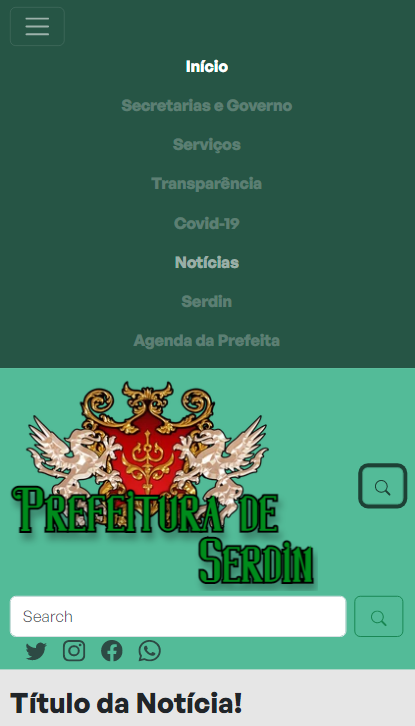 Início
Secretarias e Governo
Serviços
Transparência
Covid-19
Notícias
Serdin
Agenda da Prefeita
PREFEITURA DE
SERDIN
Search
Título da Notícia!